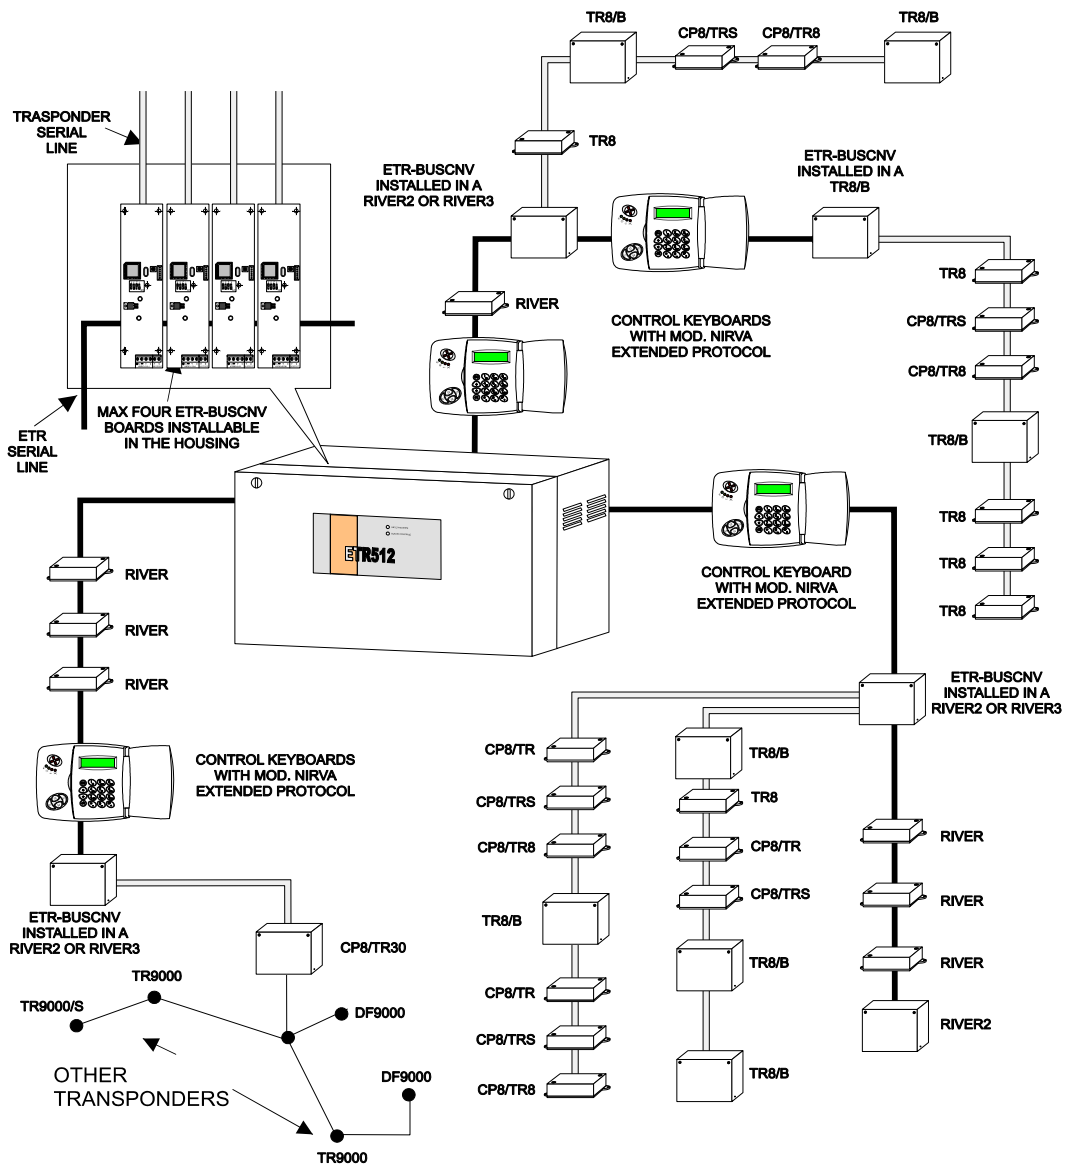 TR8/B
CP8/TRS
CP8/TR8
TR8/B
TRASPONDER
SERIAL
LINE
TR8
ETR-BUSCNV
INSTALLED IN A
RIVER2 OR RIVER3
ETR-BUSCNV
INSTALLED IN A
TR8/B
TR8
RIVER
CONTROL KEYBOARDS
WITH MOD. NIRVA
EXTENDED PROTOCOL
CP8/TRS
CP8/TR8
MAX FOUR ETR-BUSCNV
BOARDS INSTALLABLE
IN THE HOUSING
ETR
SERIAL
LINE
TR8/B
ETR512
TR8
TR8
TR8
CONTROL KEYBOARD
WITH MOD. NIRVA
EXTENDED PROTOCOL
RIVER
RIVER
RIVER
ETR-BUSCNV
INSTALLED IN A
RIVER2 OR RIVER3
CONTROL KEYBOARDS
WITH MOD. NIRVA
EXTENDED PROTOCOL
CP8/TR
CP8/TRS
CP8/TR8
TR8/B
CP8/TR
CP8/TRS
CP8/TR8
TR8/B
TR8
CP8/TR
CP8/TRS
TR8/B
TR8/B
RIVER
RIVER
RIVER
RIVER2
ETR-BUSCNV
INSTALLED IN A
RIVER2 OR RIVER3
CP8/TR30
TR9000
TR9000/S
DF9000
OTHER
TRANSPONDERS
DF9000
TR9000